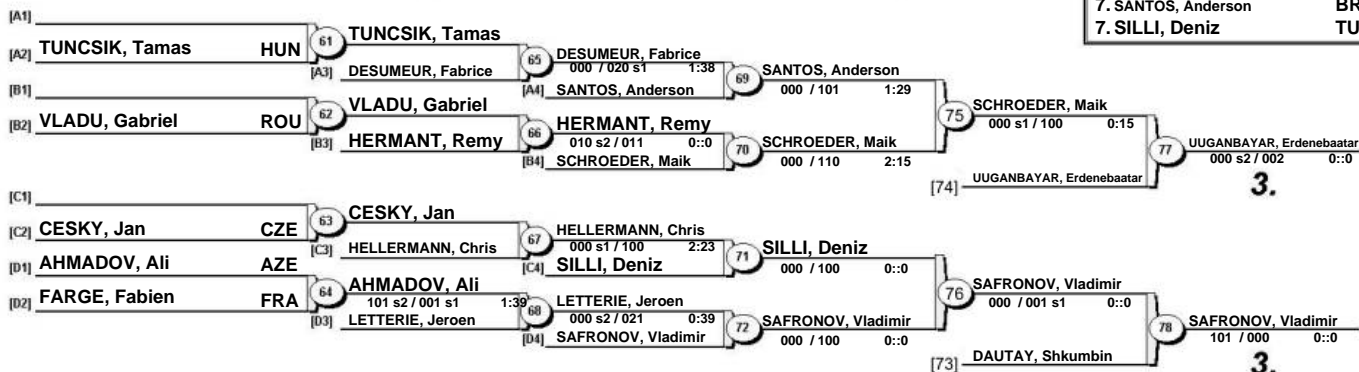 7. SANTOS, Anderson BR
7. SILLI, Deniz TU
[A1]
[A2] TUNCSIK, Tamas HUN
61
TUNCSIK, Tamas
[A3] DESUMEUR, Fabrice
65
DESUMEUR, Fabrice
000 / 020 s1 1:38
[A4] SANTOS, Anderson
69
SANTOS, Anderson
000 / 101 1:29
[B1]
[B2] VLADU, Gabriel ROU
62
VLADU, Gabriel
[B3] HERMANT, Remy
66
HERMANT, Remy
010 s2 / 011 0::0
[B4] SCHROEDER, Maik
70
SCHROEDER, Maik
000 / 110 2:15
75
SCHROEDER, Maik
000 s1 / 100 0:15
[74] UUGANBAYAR, Erdenebaatar
77
UUGANBAYAR, Erdenebaatar
000 s2 / 002 0::0
3.
[C1]
[C2] CESKY, Jan CZE
63
CESKY, Jan
[C3] HELLERMANN, Chris
67
HELLERMANN, Chris
000 s1 / 100 2:23
[C4] SILLI, Deniz
71
SILLI, Deniz
000 / 100 0::0
[D1] AHMADOV, Ali AZE
[D2] FARGE, Fabien FRA
64
AHMADOV, Ali
101 s2 / 001 s1 1:39
[D3] LETTERIE, Jeroen
68
LETTERIE, Jeroen
000 s2 / 021 0:39
[D4] SAFRONOV, Vladimir
72
SAFRONOV, Vladimir
000 / 100 0::0
76
SAFRONOV, Vladimir
000 / 001 s1 0::0
[73] DAUTAY, Shkumbin
78
SAFRONOV, Vladimir
101 / 000 0::0
3.